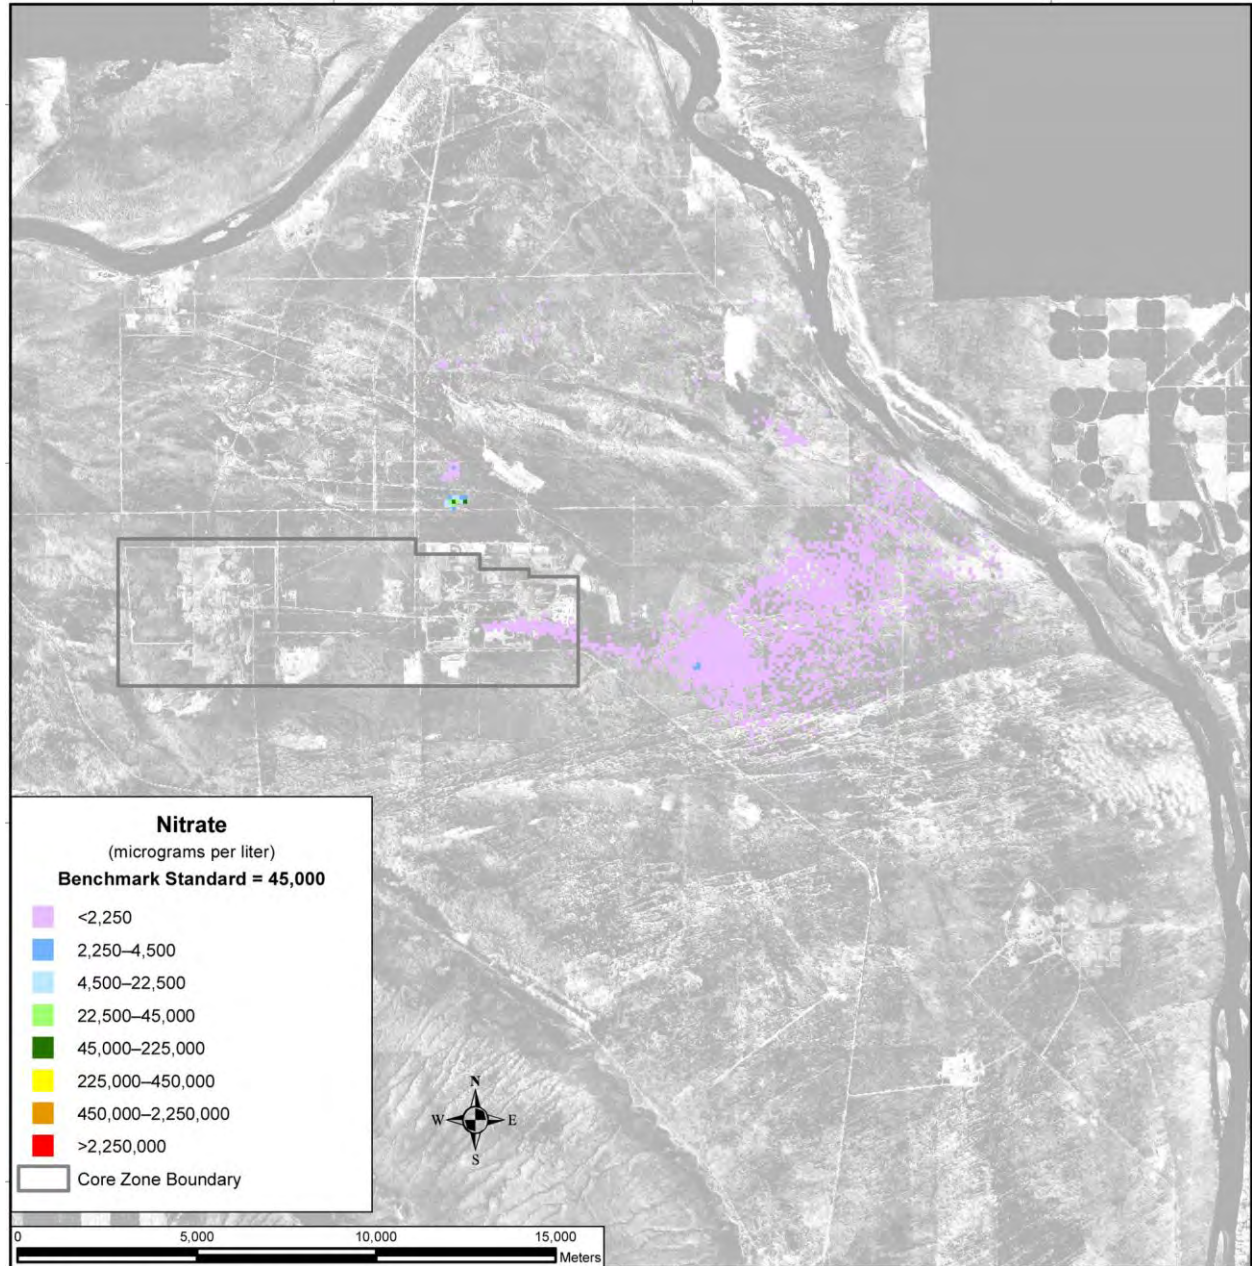 Nitrate
(micrograms per liter)
Benchmark Standard = 45,000
<2,250
2,250–4,500
4,500–22,500
22,500–45,000
45,000–225,000
225,000–450,000
450,000–2,250,000
>2,250,000
Core Zone Boundary
N
W E
S
0 5,000 10,000 15,000
Meters